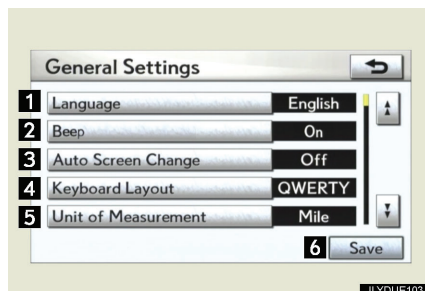 General Settings
1 Language English
2 Beep On
3 Auto Screen Change Off
4 Keyboard Layout QWERTY
5 Unit of Measurement Mile
6 Save